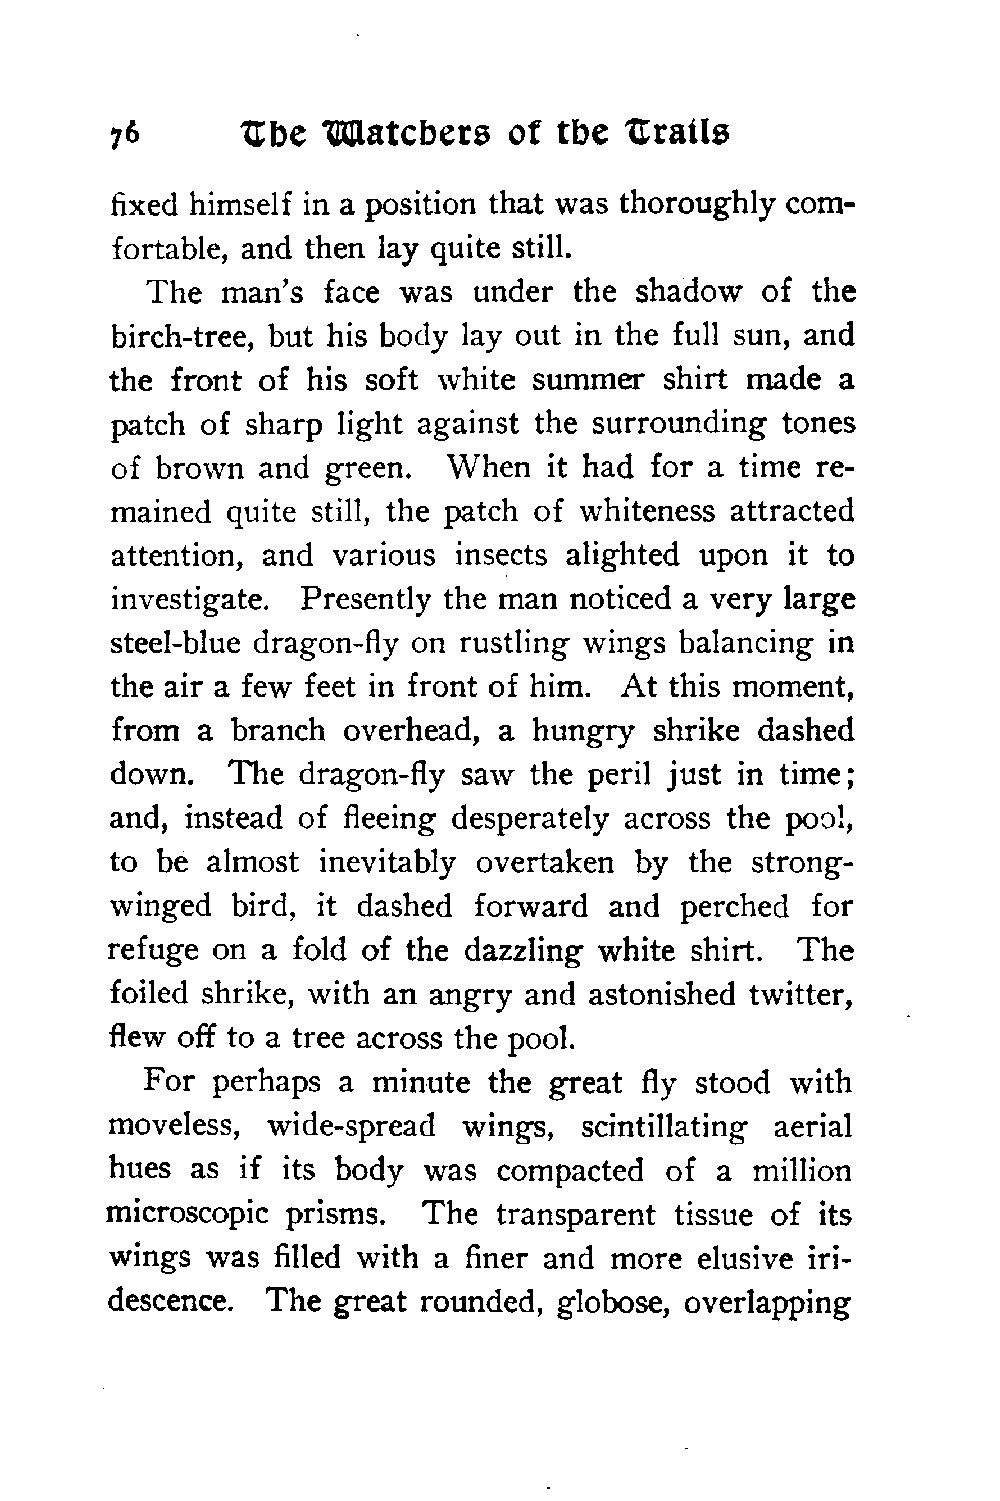 76 The Watchers of the Trails
fixed himself in a position that was thoroughly com-
fortable, and then lay quite still.
The man's face was under the shadow of the
birch-tree, but his body lay out in the full sun, and
the front of his soft white summer shirt made a
patch of sharp light against the surrounding tones
of brown and green. When it had for a time re-
mained quite still, the patch of whiteness attracted
attention, and various insects alighted upon it to
investigate. Presently the man noticed a very large
steel-blue dragon-fly on rustling wings balancing in
the air a few feet in front of him. At this moment,
from a branch overhead, a hungry shrike dashed
down. The dragon-fly saw the peril just in time;
and, instead of fleeing desperately across the pool,
to be almost inevitably overtaken by the strong-
winged bird, it dashed forward and perched for
refuge on a fold of the dazzling white shirt. The
foiled shrike, with an angry and astonished twitter,
flew off to a tree across the pool.
For perhaps a minute the great fly stood with
moveless, wide-spread wings, scintillating aerial
hues as if its body was compacted of a million
microscopic prisms. The transparent tissue of its
wings was filled with a finer and more elusive iri-
descence. The great rounded, globose, overlapping